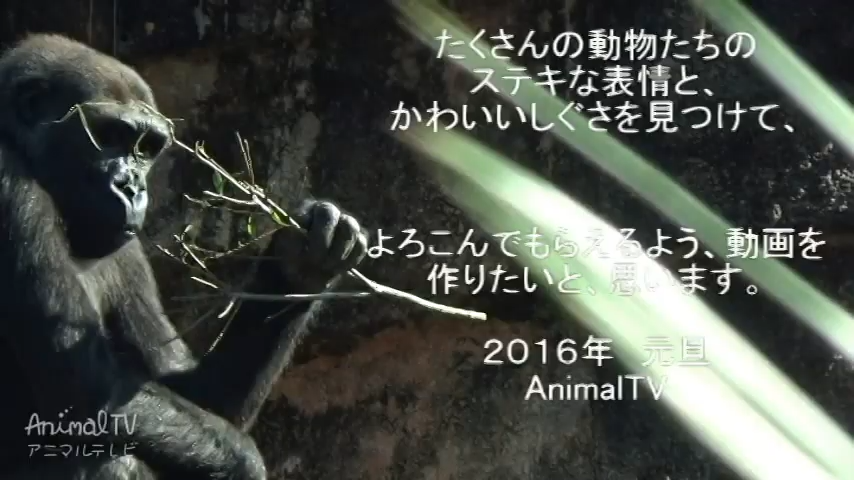 たくさんの動物たちの
ステキな表情と、
かわいいしぐさを見つけて、
よろこんでもらえるよう、動画を
作りたいと、思います。
２０１６年　元旦
AnimalTV
AnimalTV
アニマルテレビ